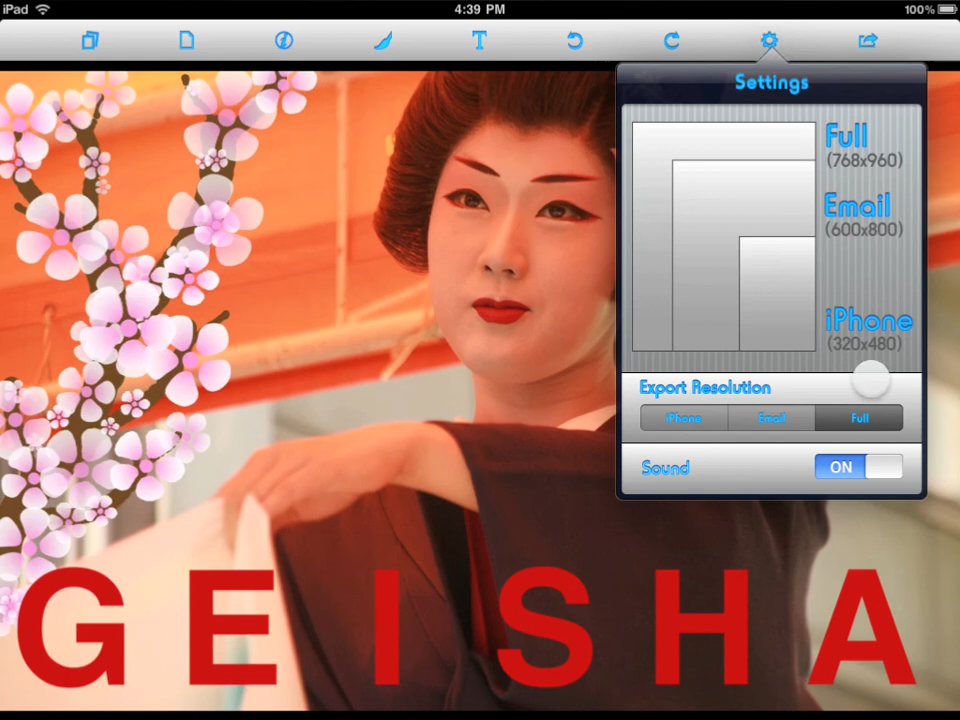 iPad 4:39 PM 100%
T
Settings
Full
(768x960)
Email
(600x800)
iPhone
(320x480)
Export Resolution
iPhone Email Full
Sound ON
GEISHA